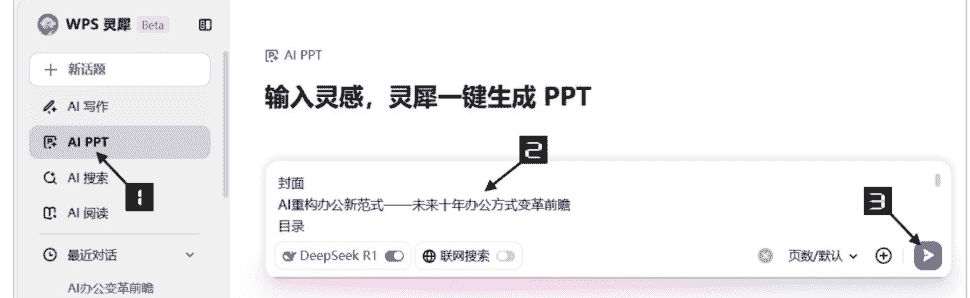 WPS 灵犀 Beta
新话题
AI 写作
AI PPT
AI 搜索
AI 阅读
最近对话
AI办公变革前瞻
AI PPT
输入灵感，灵犀一键生成 PPT
封面
AI重构办公新范式——未来十年办公方式变革前瞻
目录
DeepSeek R1 联网搜索 页数/默认
1
2
3